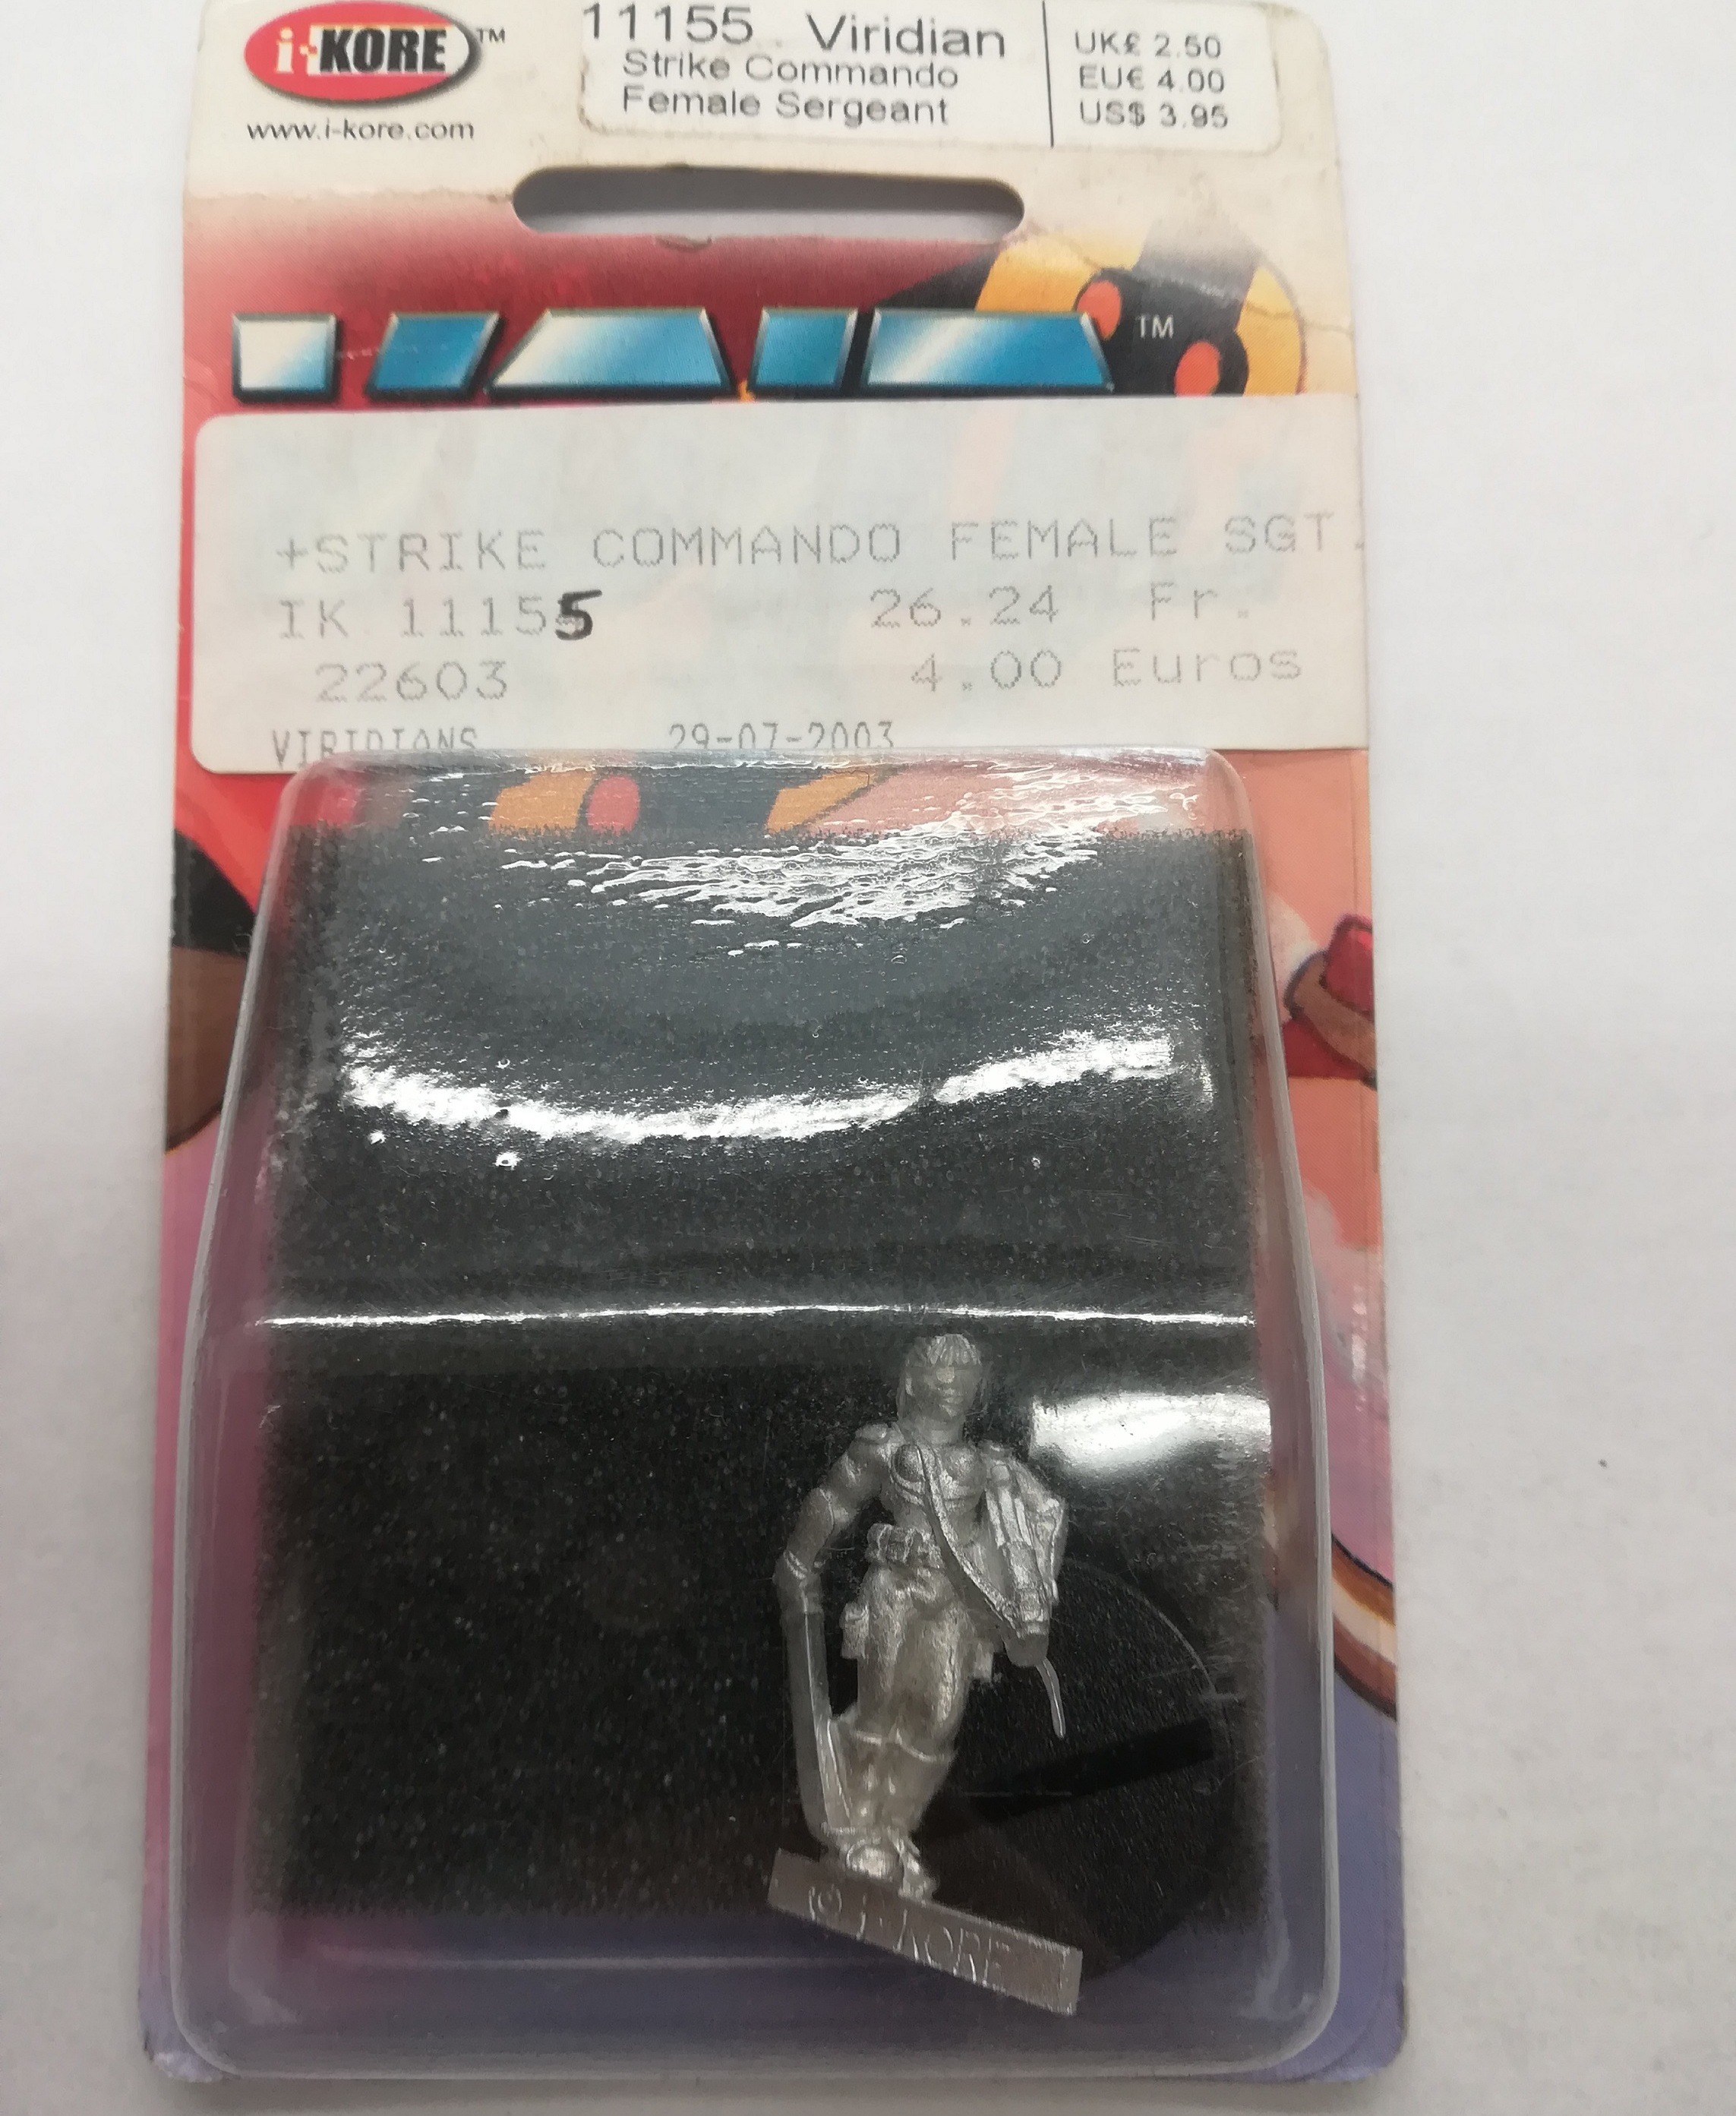 i-KORE™
www.i-kore.com
11155 Viridian
Strike Commando
Female Sergeant
UK£ 2.50
EU€ 4.00
US$ 3.95
TM
+STRIKE COMMANDO FEMALE SGT.
IK 11155 26.24 Fr.
22603 4.00 Euros
VIRIDIANS 29-07-2003
© i-KORE